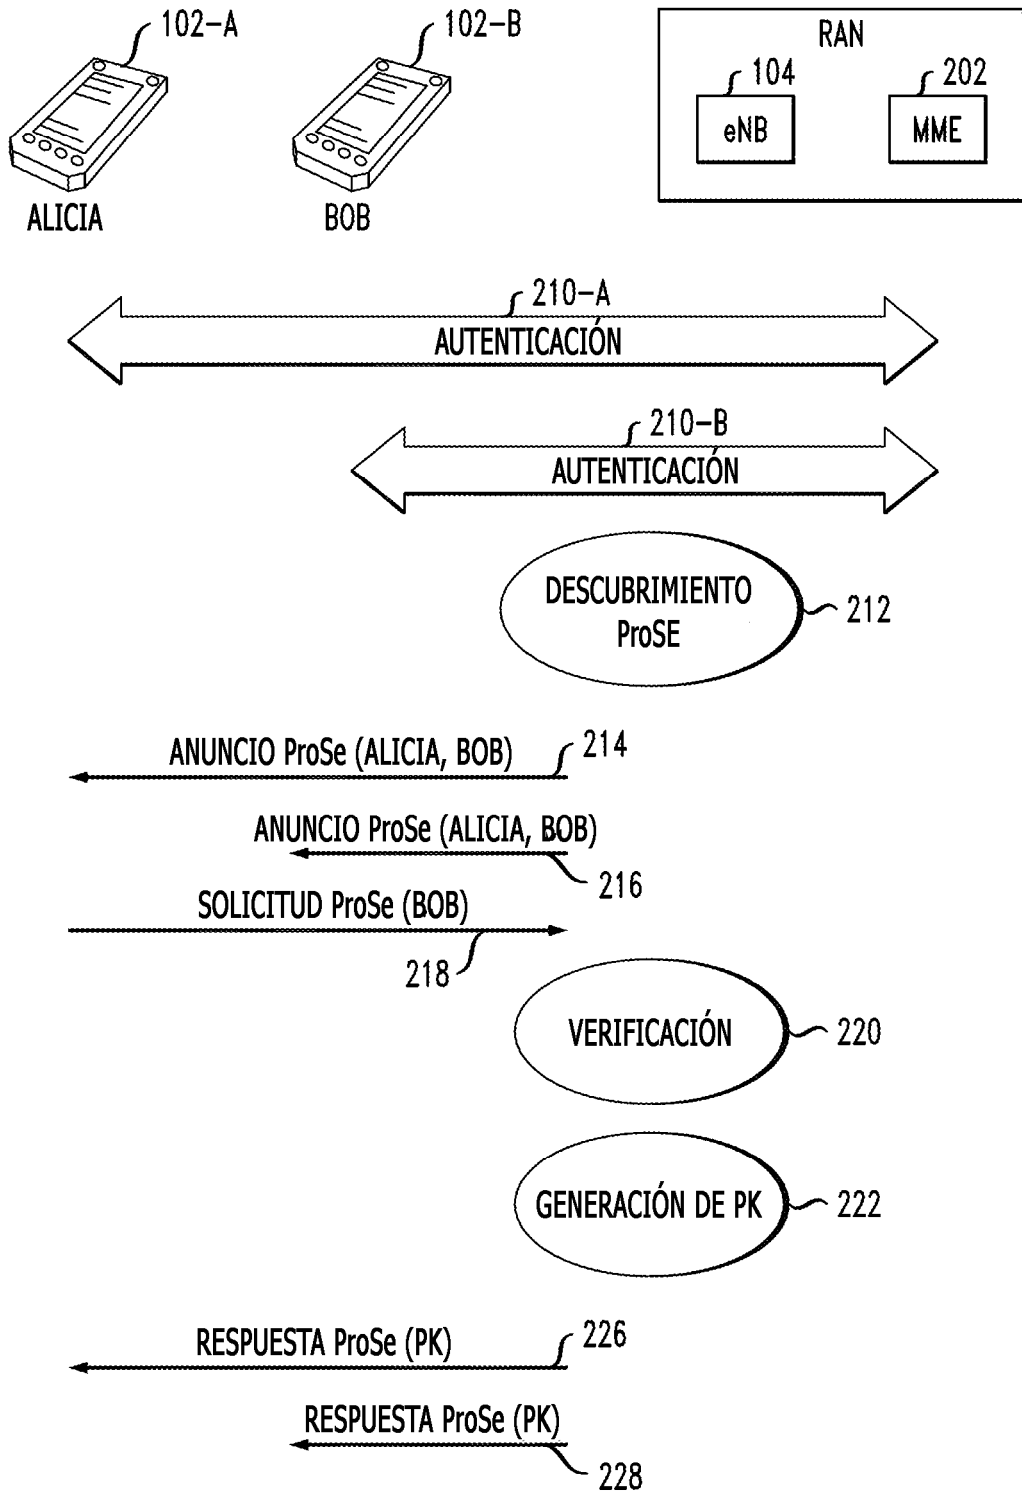 102-A
102-B
RAN
104
202
eNB
MME
ALICIA
BOB
210-A
AUTENTICACIÓN
210-B
AUTENTICACIÓN
DESCUBRIMIENTO
ProSE
212
ANUNCIO ProSe (ALICIA, BOB)
214
ANUNCIO ProSe (ALICIA, BOB)
216
SOLICITUD ProSe (BOB)
218
VERIFICACIÓN
220
GENERACIÓN DE PK
222
RESPUESTA ProSe (PK)
226
RESPUESTA ProSe (PK)
228